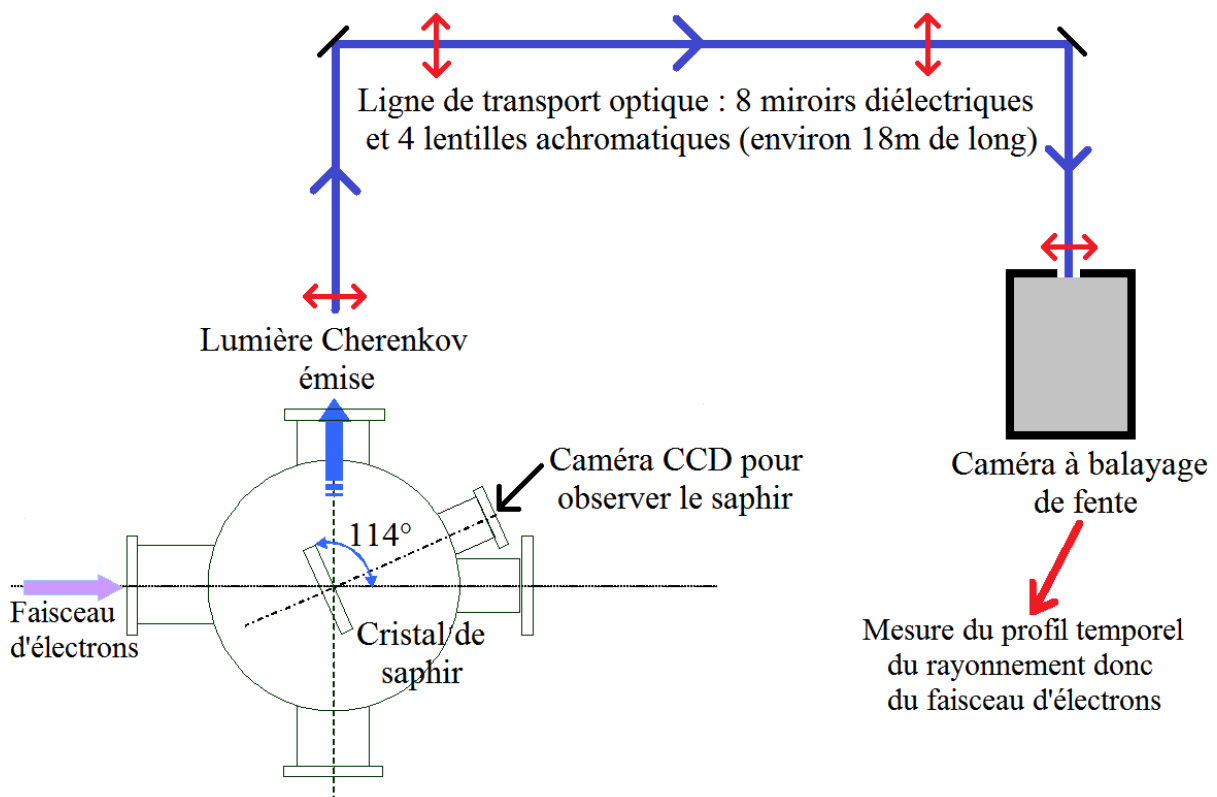 Ligne de transport optique : 8 miroirs diélectriques
et 4 lentilles achromatiques (environ 18m de long)
Lumière Cherenkov
émise
Caméra CCD pour
observer le saphir
114°
Faisceau
d'électrons
Cristal de
saphir
Caméra à balayage
de fente
Mesure du profil temporel
du rayonnement donc
du faisceau d'électrons